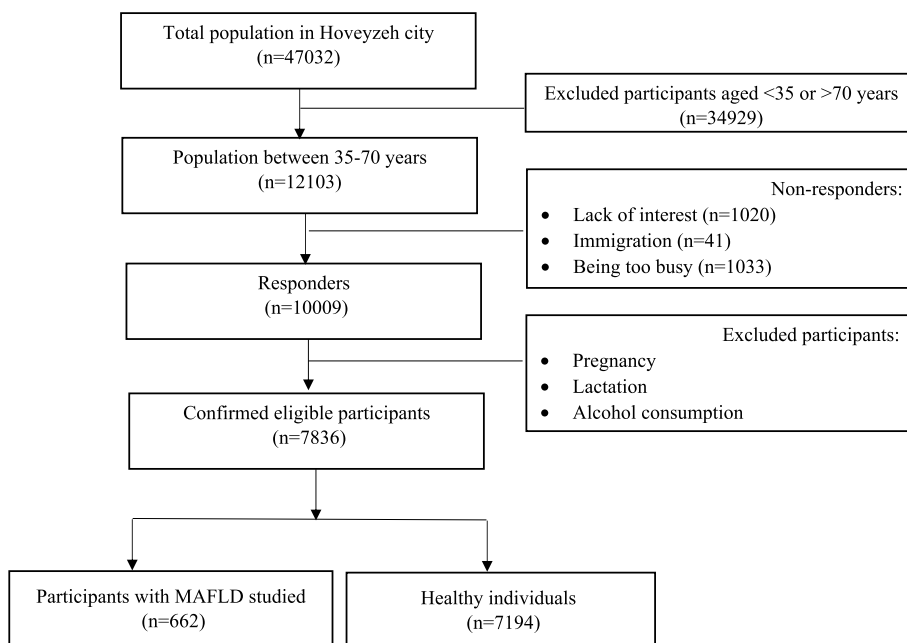 Total population in Hoveyzeh city
(n=47032)
Excluded participants aged <35 or >70 years
(n=34929)
Population between 35-70 years
(n=12103)
Non-responders:
• Lack of interest (n=1020)
• Immigration (n=41)
• Being too busy (n=1033)
Responders
(n=10009)
Excluded participants:
• Pregnancy
• Lactation
• Alcohol consumption
Confirmed eligible participants
(n=7836)
Participants with MAFLD studied
(n=662)
Healthy individuals
(n=7194)